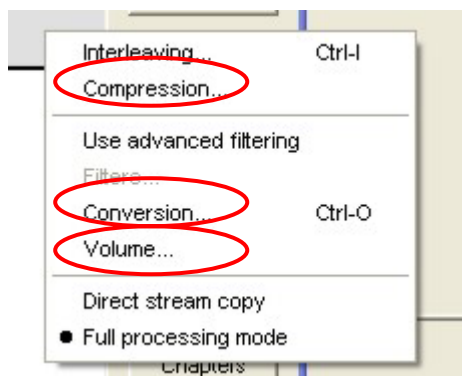 Interleaving... Ctrl-I
Compression...
Use advanced filtering
Filters...
Conversion... Ctrl-O
Volume...
Direct stream copy
Full processing mode
Chapters